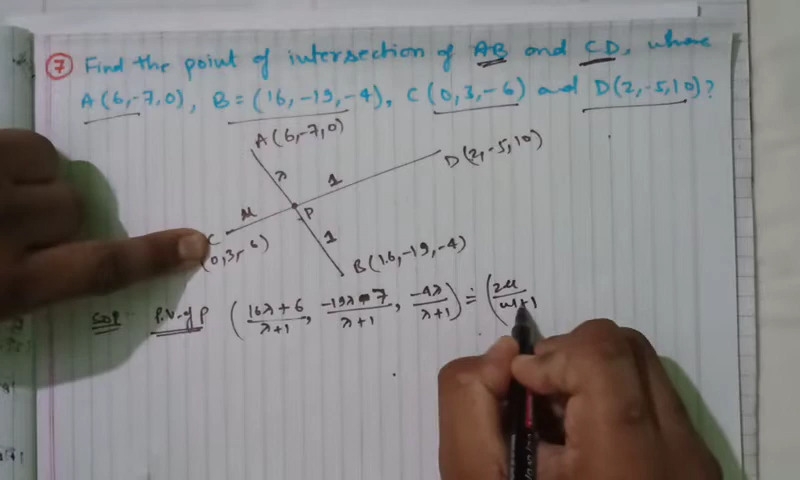 7 Find the point of intersection of AB and CD, where
A(6,-7,0), B=(16,-19,-4), C(0,3,-6) and D(2,-5,10)?
A(6,-7,0)
λ
1
D(2,-5,10)
μ
P
C
(0,3,-6)
1
B(16,-19,-4)
Sol:- P.V. of P (16λ+6/λ+1, -19λ-7/λ+1, -4λ/λ+1) = (2μ/μ+1